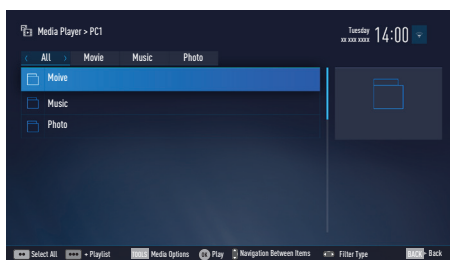 Media Player > PC1
Tuesday 14:00
xx xxx xxxx
‹ All › Movie Music Photo
Moive
Music
Photo
Select All + Playlist TOOLS Media Options OK Play Navigation Between Items Filter Type BACK Back